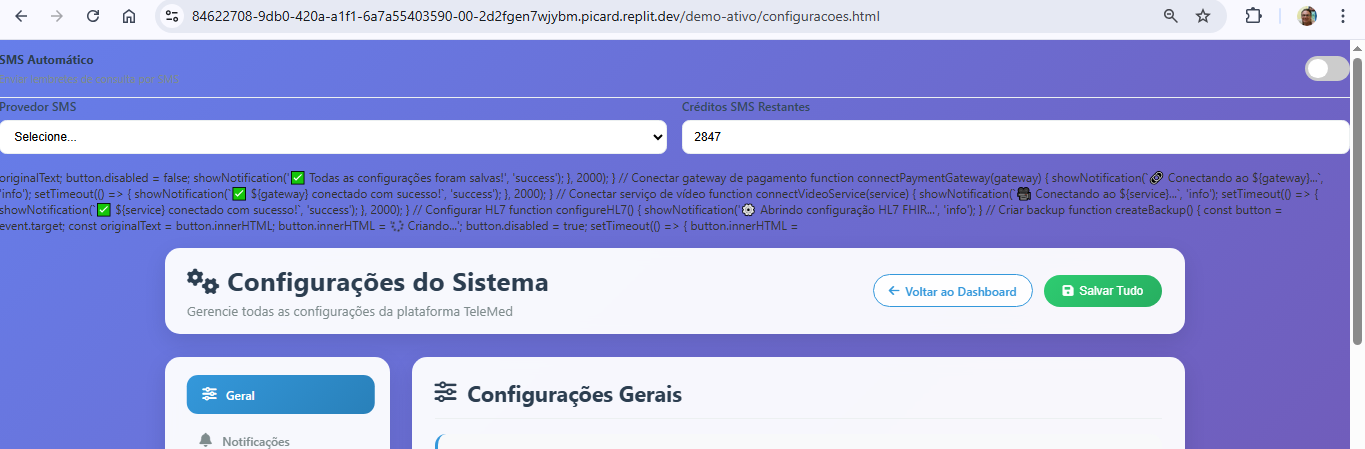 84622708-9db0-420a-a1f1-6a7a55403590-00-2d2fgen7wjybm.picard.replit.dev/demo-ativo/configuracoes.html
SMS Automático
Enviar lembretes de consulta por SMS
Provedor SMS
Créditos SMS Restantes
Selecione...
2847
originalText; button.disabled = false; showNotification('✅ Todas as configurações foram salvas!', 'success'); }, 2000); } // Conectar gateway de pagamento function connectPaymentGateway(gateway) { showNotification(`🔗 Conectando ao ${gateway}...`,
'info'); setTimeout(() => { showNotification(`✅ ${gateway} conectado com sucesso!`, 'success'); }, 2000); } // Conectar serviço de vídeo function connectVideoService(service) { showNotification(`🎥 Conectando ao ${service}...`, 'info'); setTimeout(() => {
showNotification(`✅ ${service} conectado com sucesso!`, 'success'); }, 2000); } // Configurar HL7 function configureHL7() { showNotification('⚙️ Abrindo configuração HL7 FHIR...', 'info'); } // Criar backup function createBackup() { const button =
event.target; const originalText = button.innerHTML; button.innerHTML = ' Criando...'; button.disabled = true; setTimeout(() => { button.innerHTML =
Configurações do Sistema
Gerencie todas as configurações da plataforma TeleMed
Voltar ao Dashboard
Salvar Tudo
Geral
Configurações Gerais
Notificações